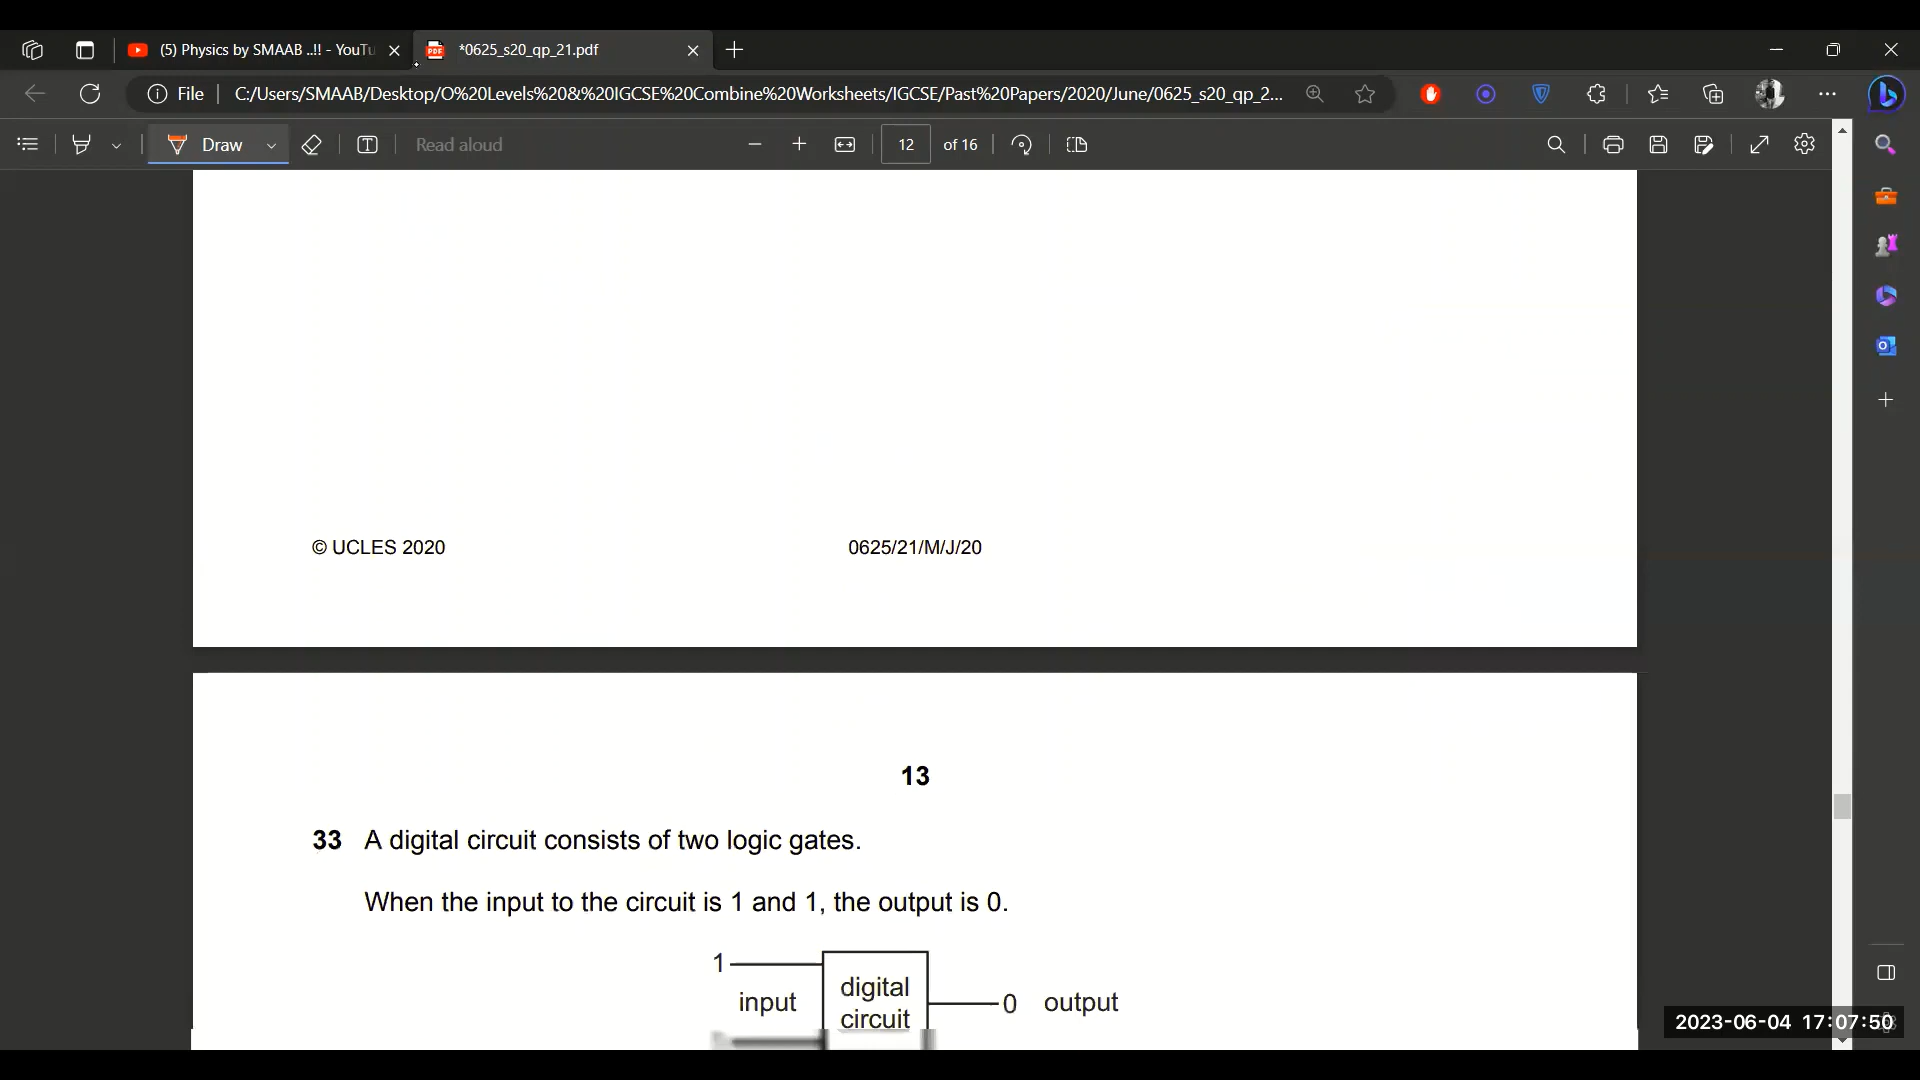 (5) Physics by SMAAB ..!! - YouTu
*0625_s20_qp_21.pdf
File
C:/Users/SMAAB/Desktop/O%20Levels%20&%20IGCSE%20Combine%20Worksheets/IGCSE/Past%20Papers/2020/June/0625_s20_qp_2...
Draw
Read aloud
12 of 16
© UCLES 2020
0625/21/M/J/20
13
33 A digital circuit consists of two logic gates.
When the input to the circuit is 1 and 1, the output is 0.
1
digital
input
0 output
circuit
2023-06-04 17:07:50